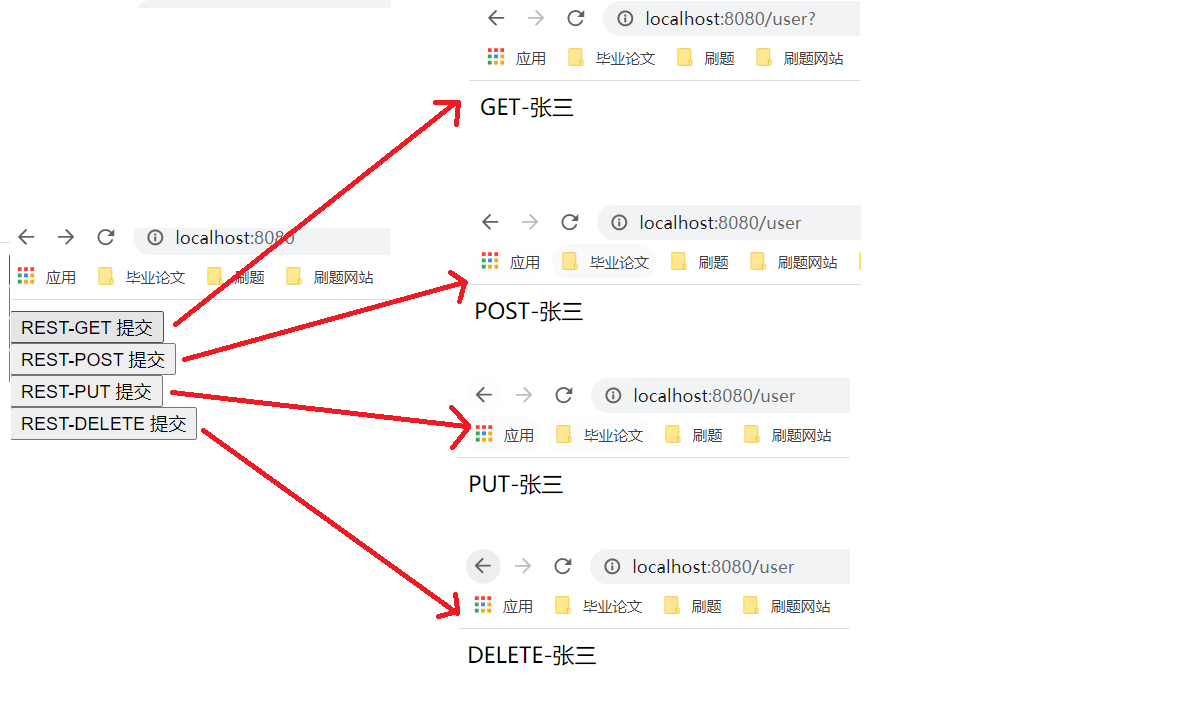 localhost:8080/user?
应用 毕业论文 刷题 刷题网站
GET-张三
localhost:8080
应用 毕业论文 刷题 刷题网站
REST-GET 提交
REST-POST 提交
REST-PUT 提交
REST-DELETE 提交
localhost:8080/user
应用 毕业论文 刷题 刷题网站
POST-张三
localhost:8080/user
应用 毕业论文 刷题 刷题网站
PUT-张三
localhost:8080/user
应用 毕业论文 刷题 刷题网站
DELETE-张三